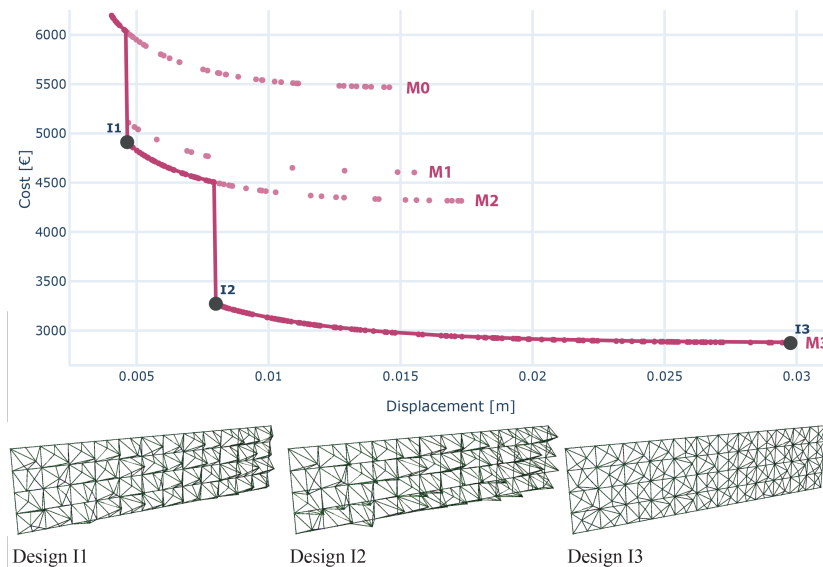 6000
5500
5000
4500
4000
3500
3000
Cost [€]
M0
I1
M1
M2
I2
I3
M3
0.005
0.01
0.015
0.02
0.025
0.03
Displacement [m]
Design I1
Design I2
Design I3